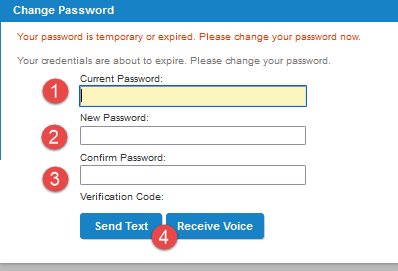 Change Password
Your password is temporary or expired. Please change your password now.
Your credentials are about to expire. Please change your password.
Current Password:
1
New Password:
2
Confirm Password:
3
Verification Code:
Send Text
Receive Voice
4